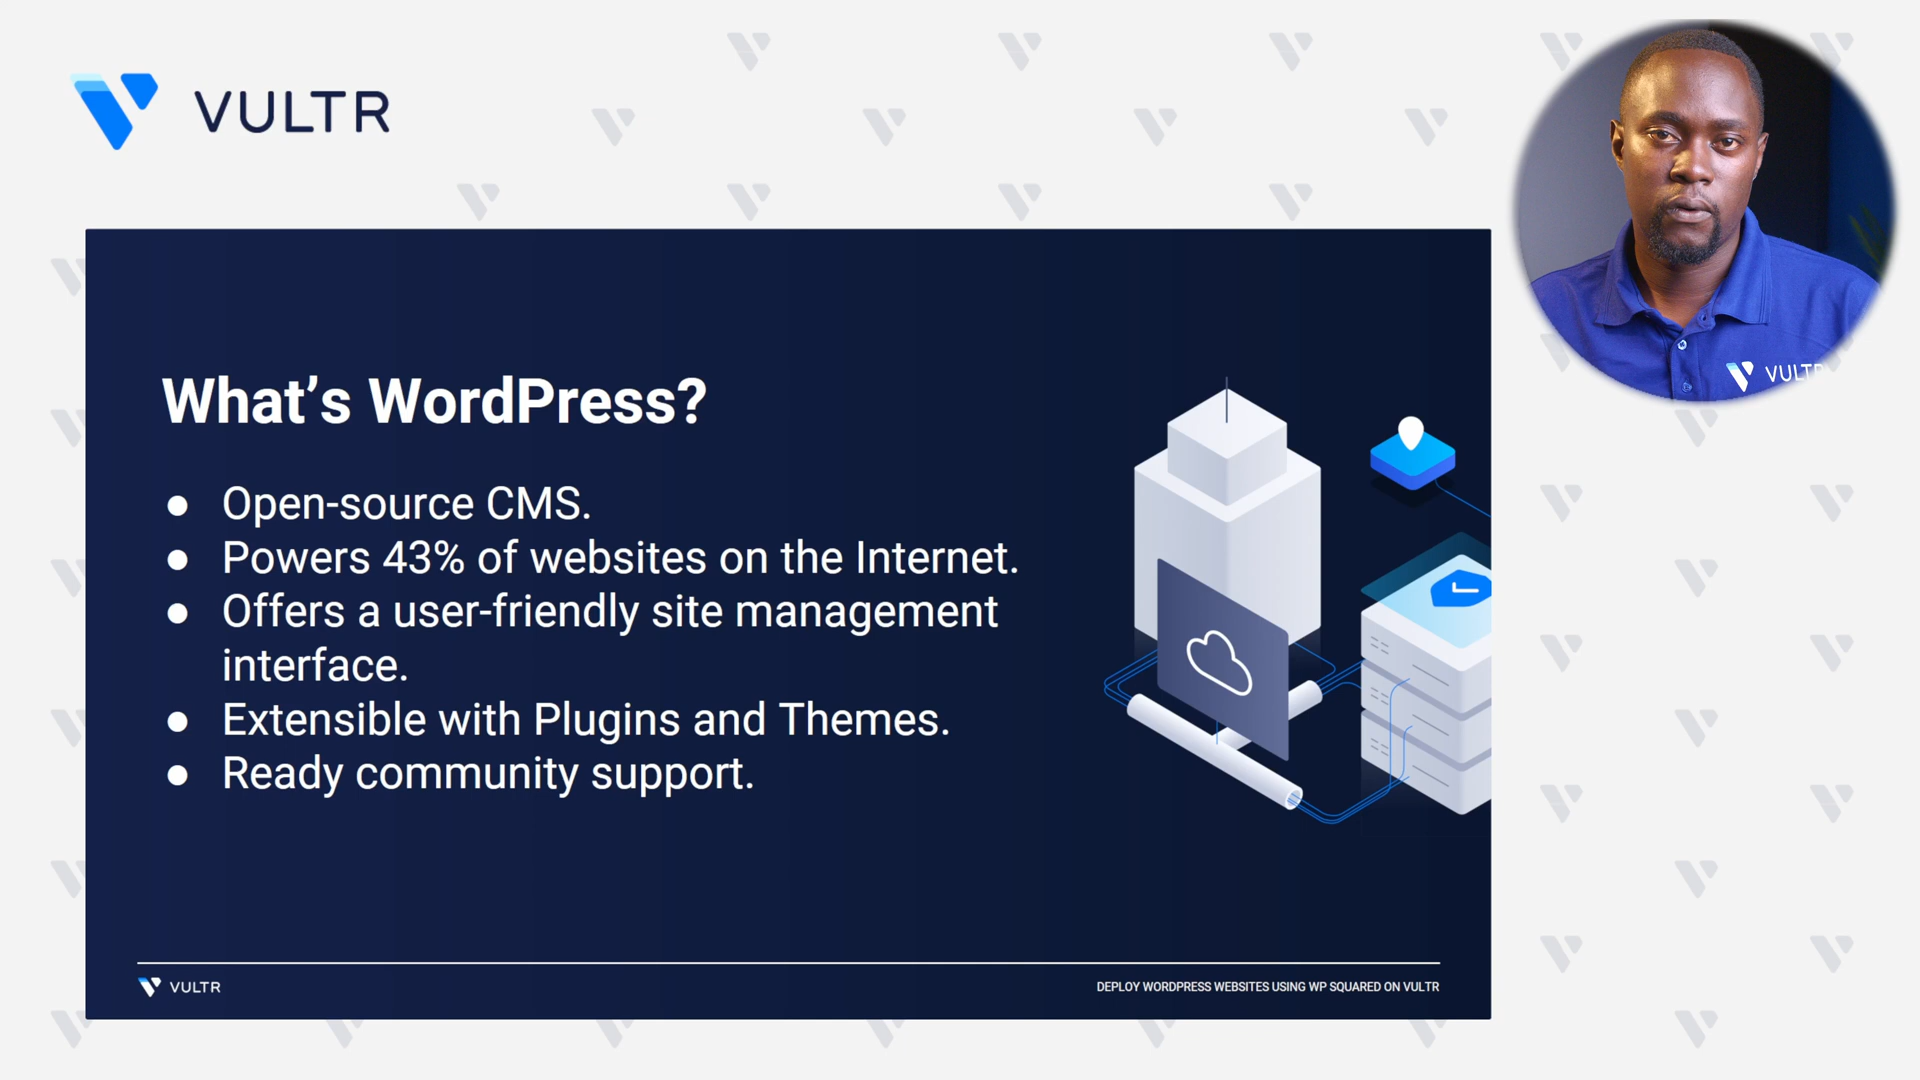 VULTR
What’s WordPress?
● Open-source CMS.
● Powers 43% of websites on the Internet.
● Offers a user-friendly site management
interface.
● Extensible with Plugins and Themes.
● Ready community support.
VULTR
VULTR
DEPLOY WORDPRESS WEBSITES USING WP SQUARED ON VULTR